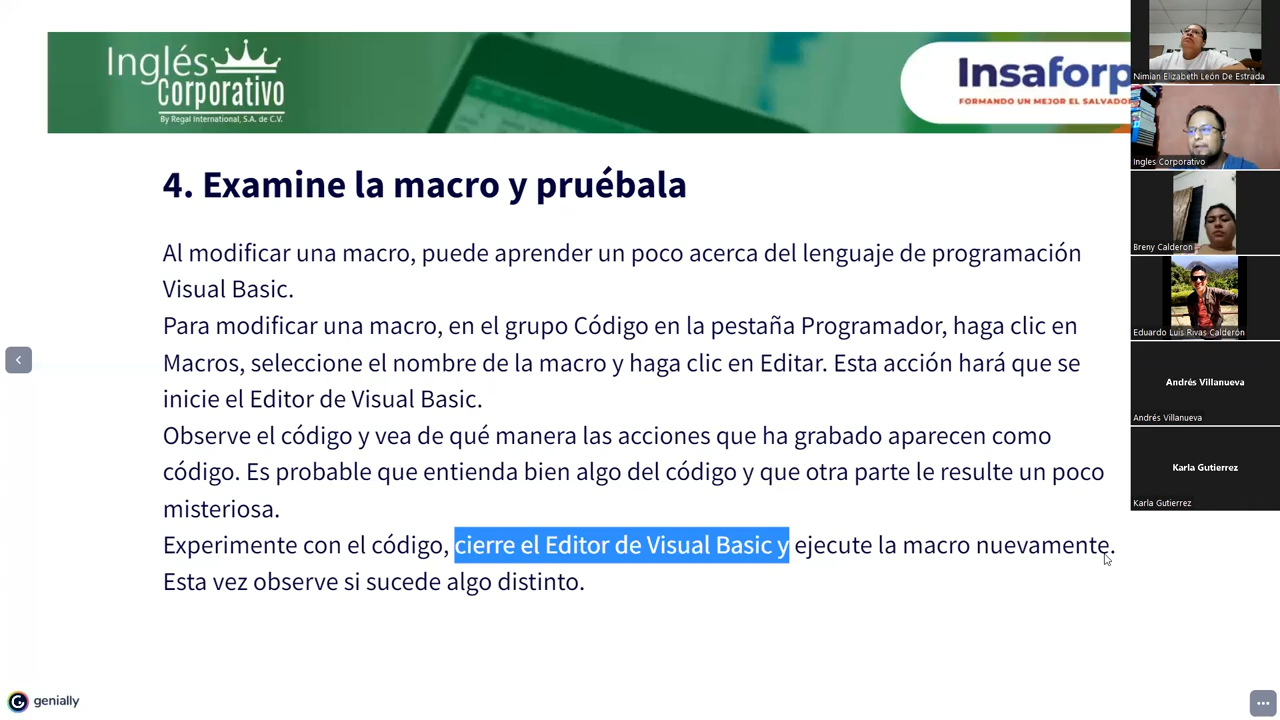 Inglés
Corporativo
By Regal International, S.A. de C.V.
Insaforp
FORMANDO UN MEJOR EL SALVADOR
4. Examine la macro y pruébala
Al modificar una macro, puede aprender un poco acerca del lenguaje de programación
Visual Basic.
Para modificar una macro, en el grupo Código en la pestaña Programador, haga clic en
Macros, seleccione el nombre de la macro y haga clic en Editar. Esta acción hará que se
inicie el Editor de Visual Basic.
Observe el código y vea de qué manera las acciones que ha grabado aparecen como
código. Es probable que entienda bien algo del código y que otra parte le resulte un poco
misteriosa.
Experimente con el código, cierre el Editor de Visual Basic y ejecute la macro nuevamente.
Esta vez observe si sucede algo distinto.
genially
Nimian Elizabeth León De Estrada
Ingles Corporativo
Breny Calderon
Eduardo Luis Rivas Calderón
Andrés Villanueva
Andrés Villanueva
Karla Gutierrez
Karla Gutierrez